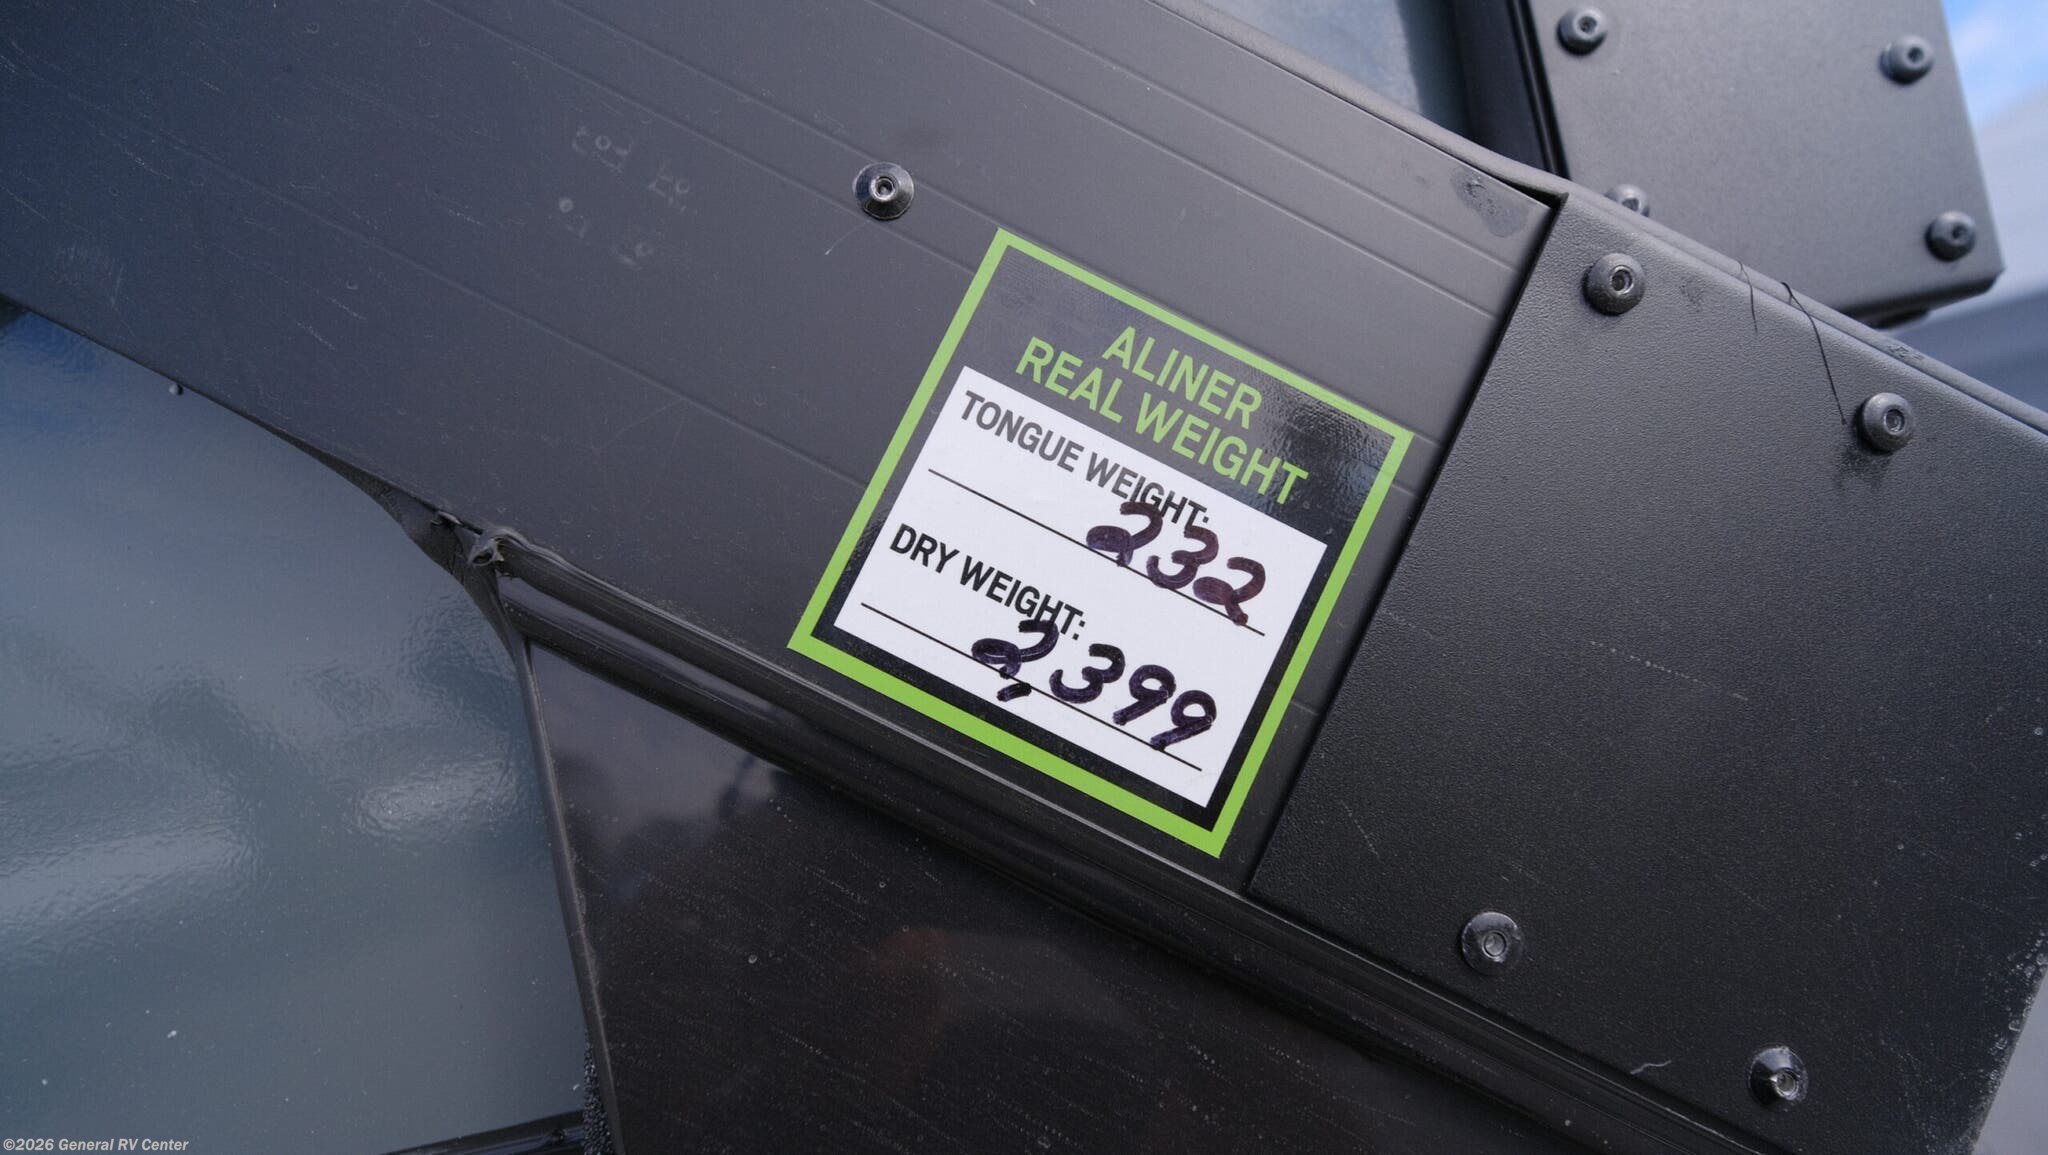 ALINER
REAL WEIGHT
TONGUE WEIGHT:
232
DRY WEIGHT:
2,399
©2026 General RV Center